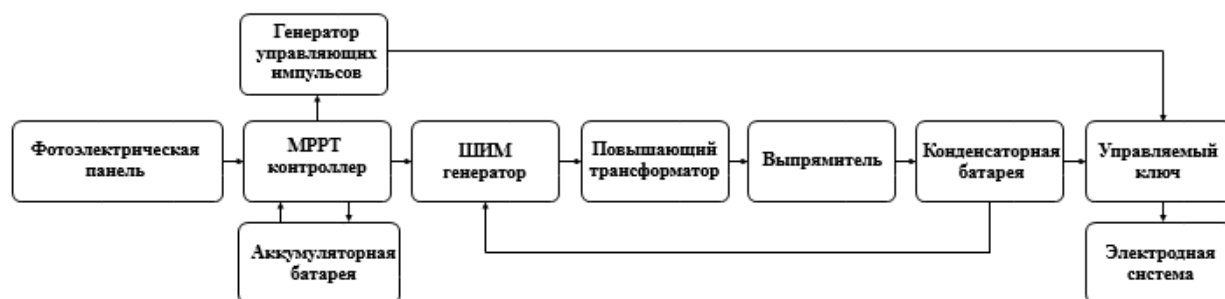 Генератор
управляющих
импульсов
Фотоэлектрическая
панель
МРРТ
контроллер
ШИМ
генератор
Повышающий
трансформатор
Выпрямитель
Конденсаторная
батарея
Управляемый
ключ
Аккумуляторная
батарея
Электродная
система